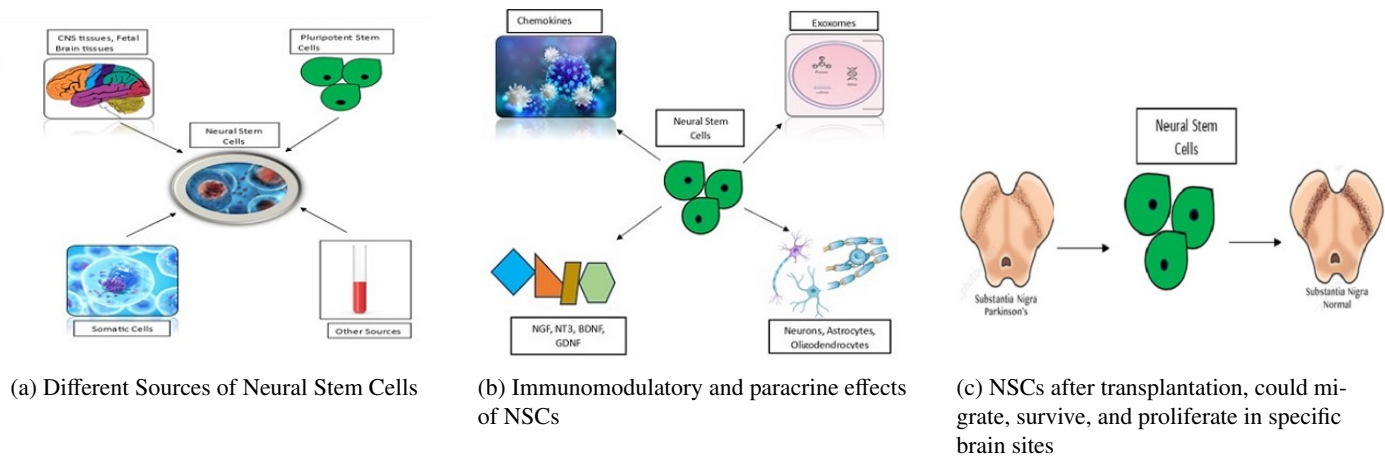 CNS tissues, Fetal
Brain tissues
Pluripotent Stem
Cells
Neural Stem
Cells
Somatic Cells
Other Sources
(a) Different Sources of Neural Stem Cells
Chemokines
Exoxomes
Neural Stem
Cells
NGF, NT3, BDNF,
GDNF
Neurons, Astrocytes,
Oligodendrocytes
(b) Immunomodulatory and paracrine effects
of NSCs
Neural Stem
Cells
Substantia Nigra
Parkinson's
Substantia Nigra
Normal
(c) NSCs after transplantation, could mi-
grate, survive, and proliferate in specific
brain sites